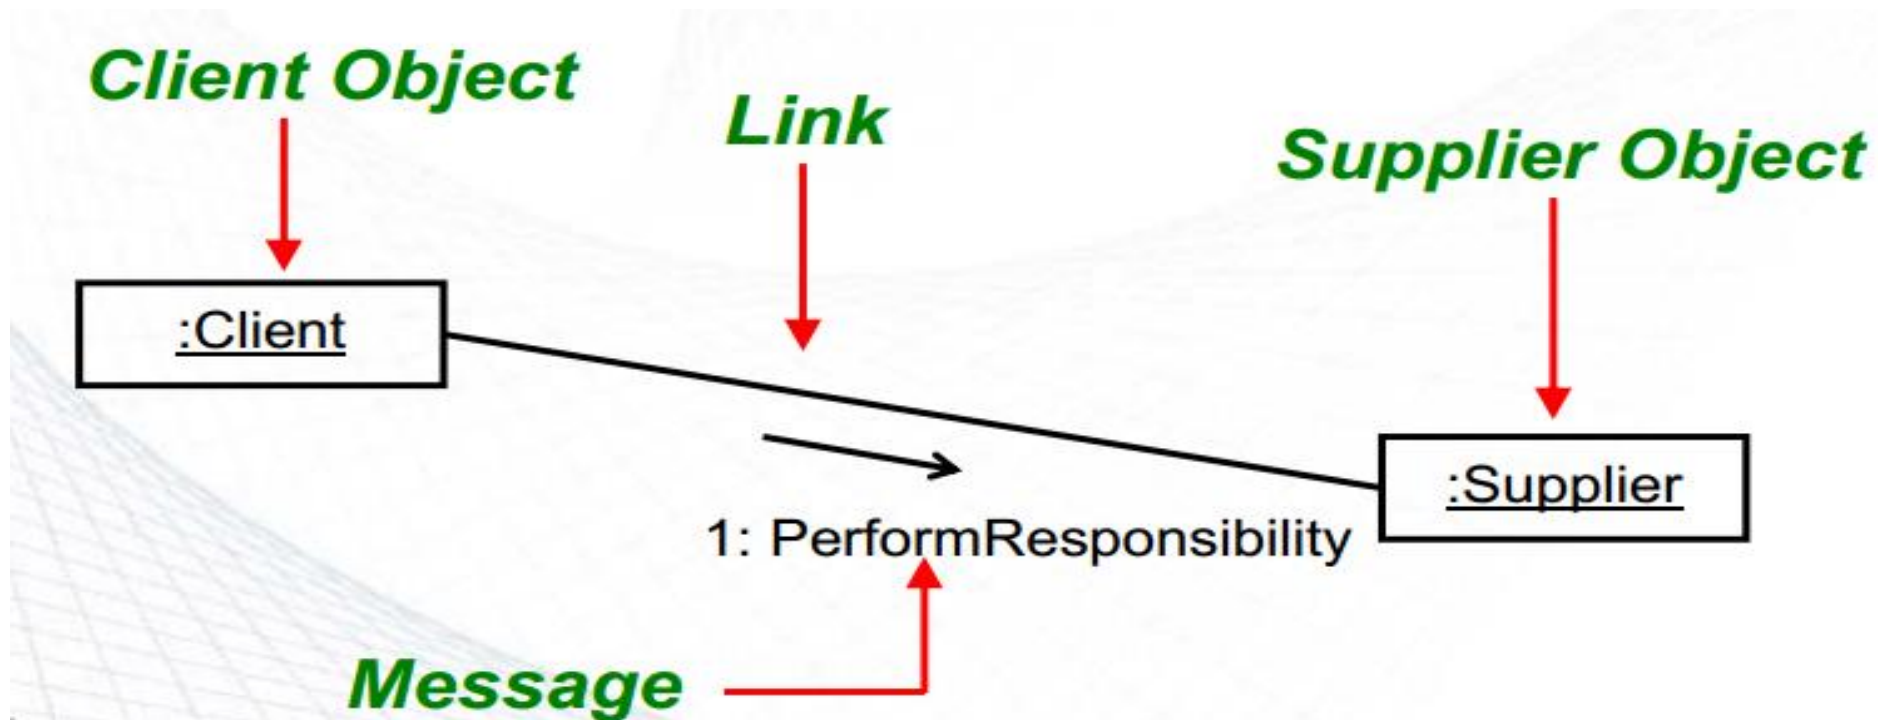 Client Object
Link
Supplier Object
:Client
:Supplier
1: PerformResponsibility
Message